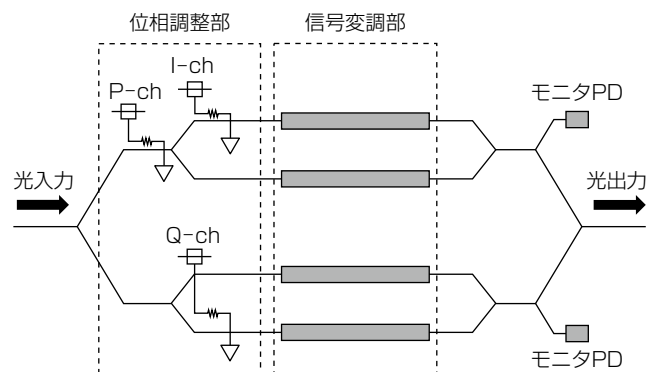 位相調整部
信号変調部
I-ch
P-ch
モニタPD
光入力
光出力
Q-ch
モニタPD